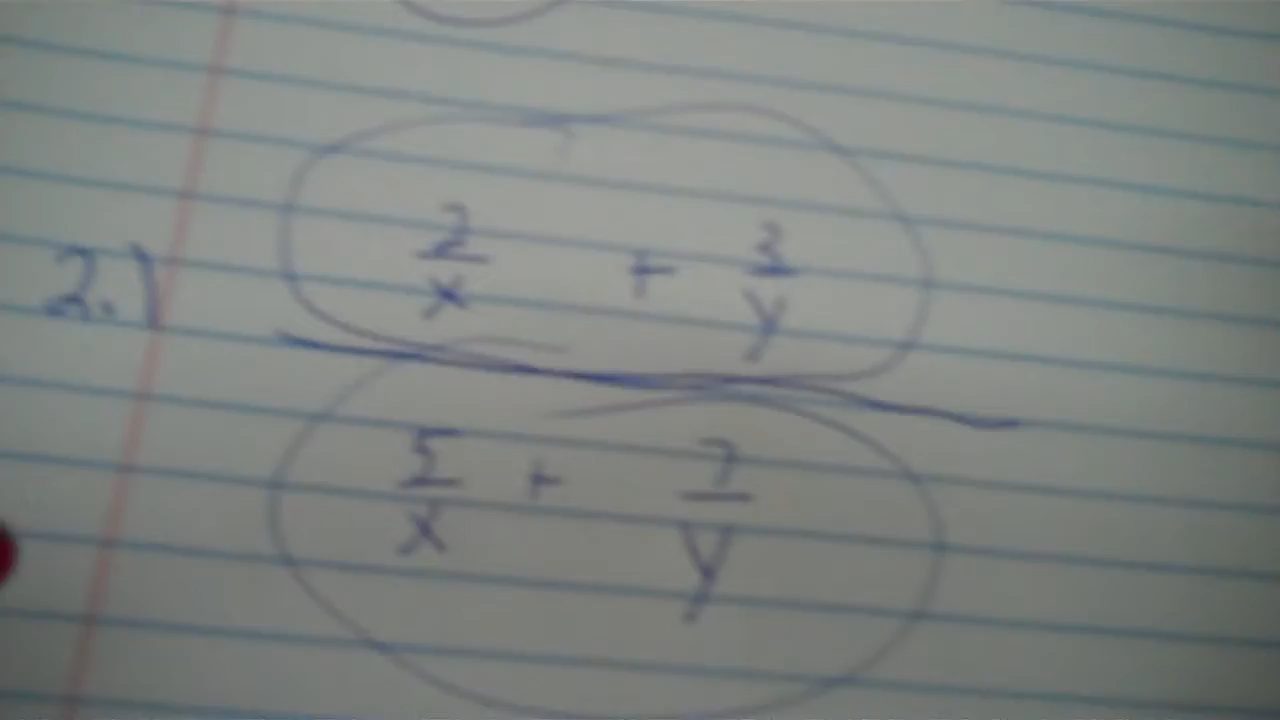 2.)
2/x + 3/y
5/x + 7/y